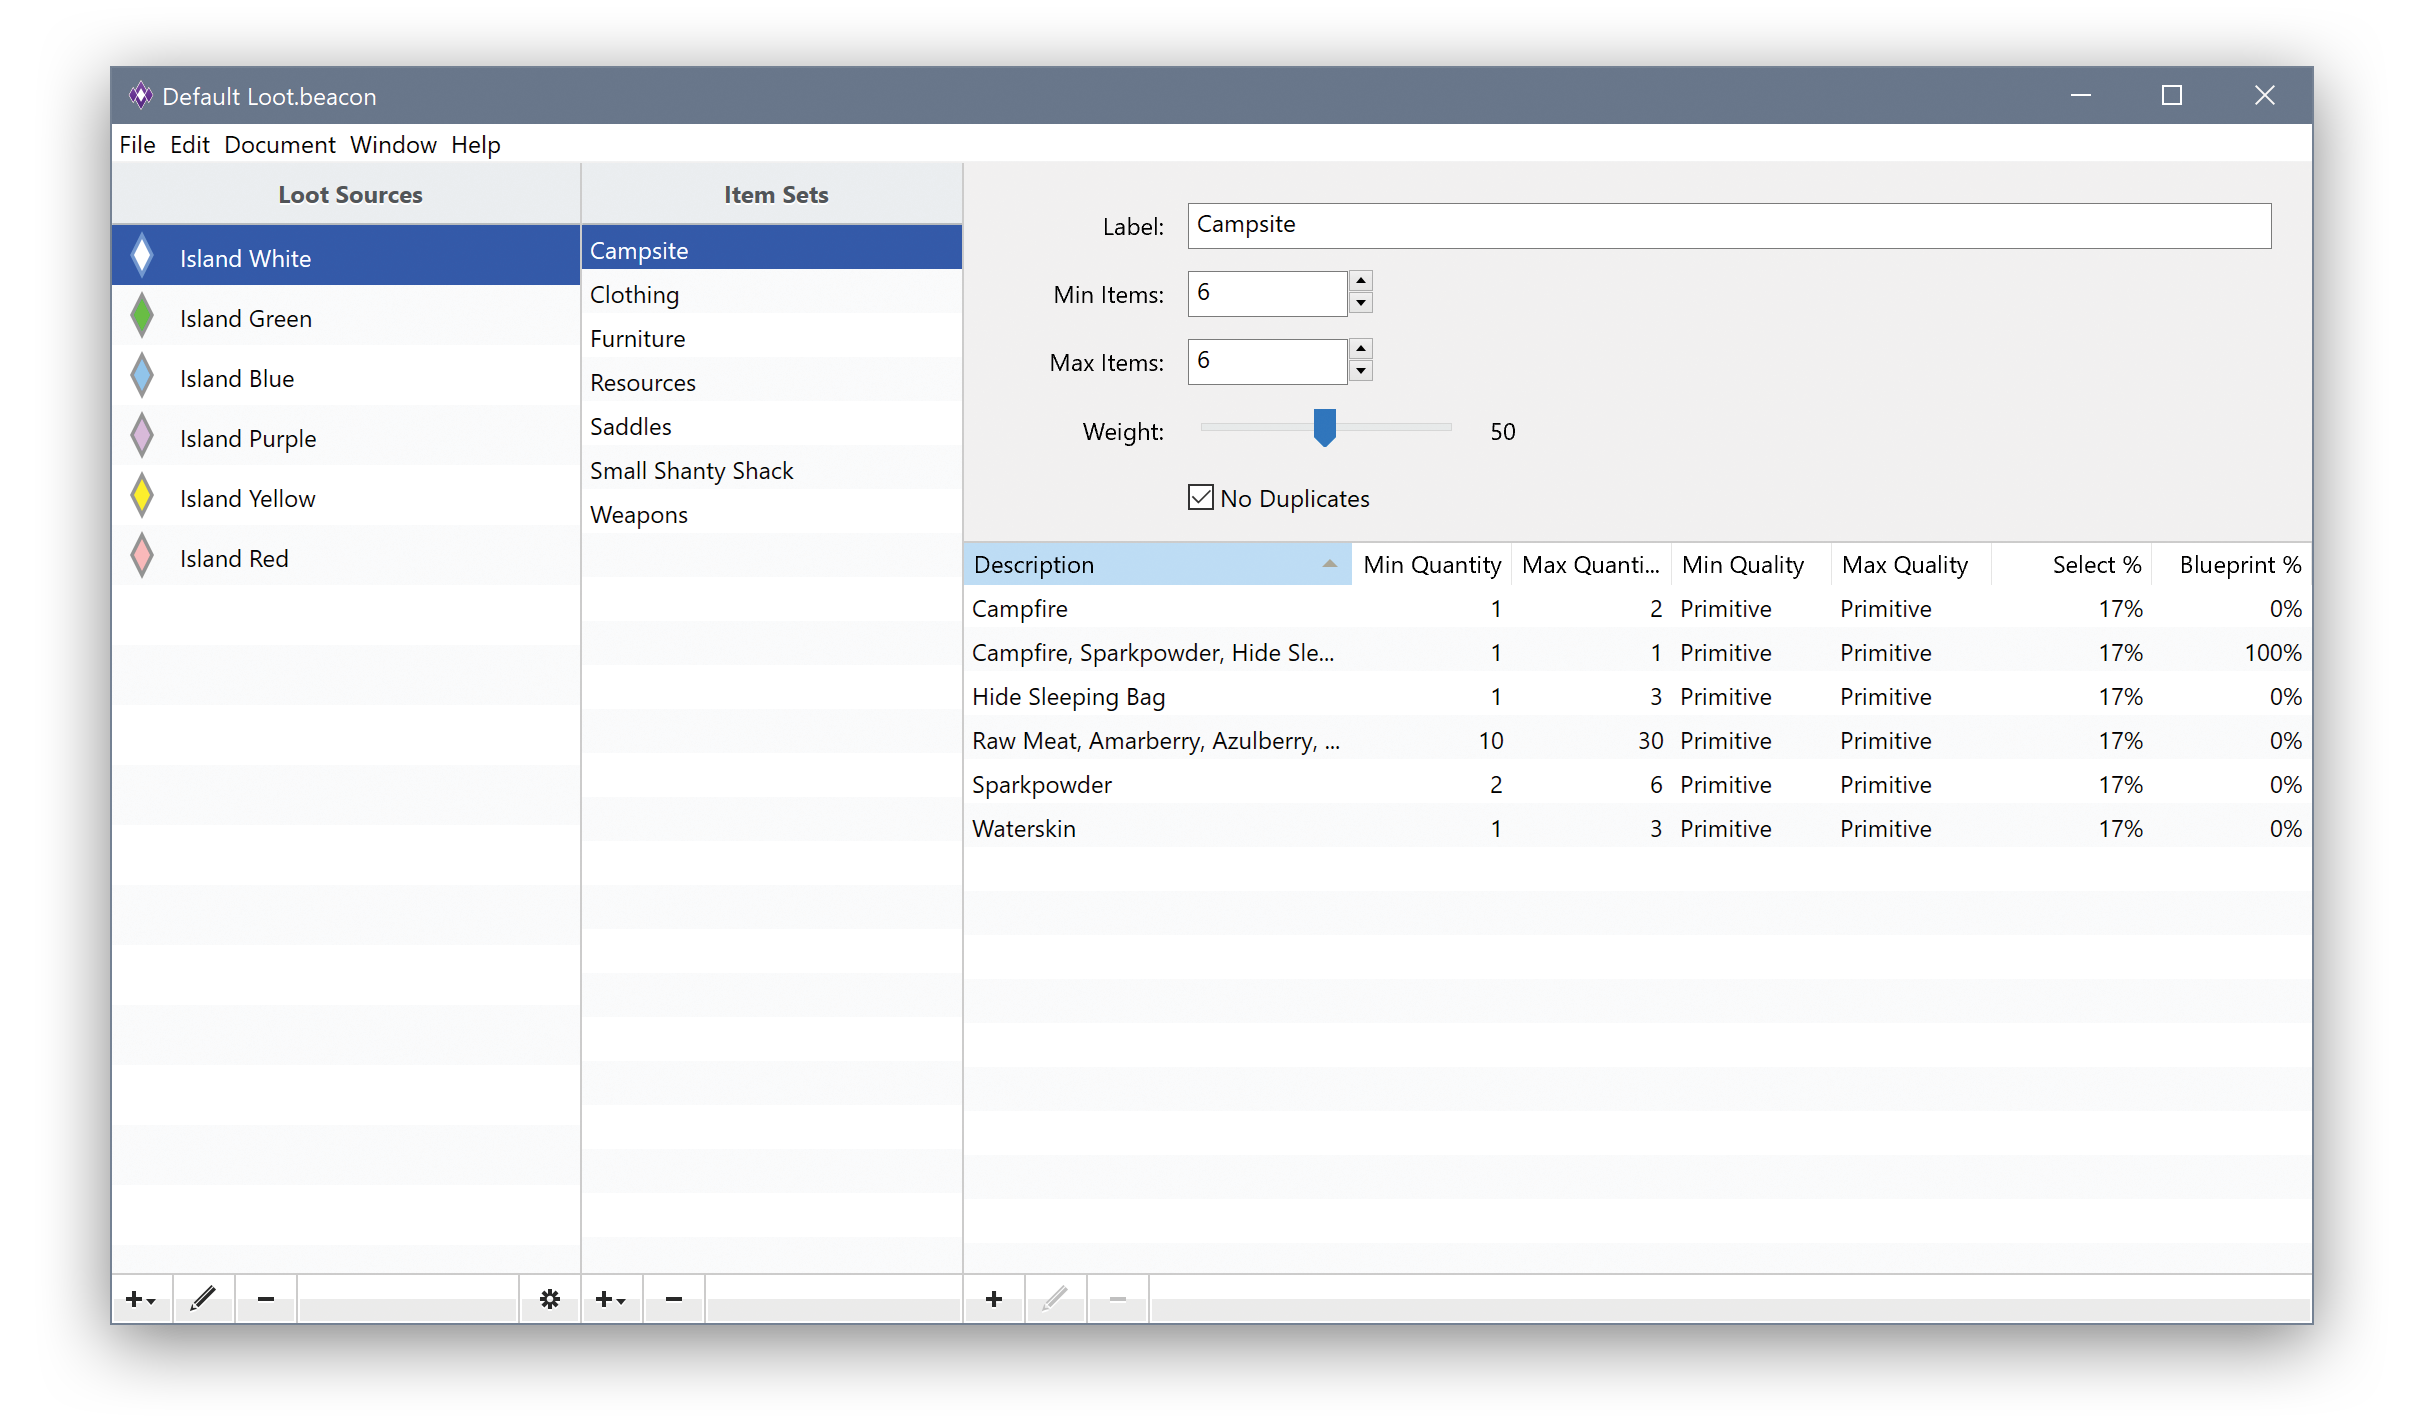 Default Loot.beacon
File Edit Document Window Help
Loot Sources
Island White
Island Green
Island Blue
Island Purple
Island Yellow
Island Red
Item Sets
Campsite
Clothing
Furniture
Resources
Saddles
Small Shanty Shack
Weapons
Label: Campsite
Min Items: 6
Max Items: 6
Weight: 50
No Duplicates
Description Min Quantity Max Quanti... Min Quality Max Quality Select % Blueprint %
Campfire 1 2 Primitive Primitive 17% 0%
Campfire, Sparkpowder, Hide Sle... 1 1 Primitive Primitive 17% 100%
Hide Sleeping Bag 1 3 Primitive Primitive 17% 0%
Raw Meat, Amarberry, Azulberry, ... 10 30 Primitive Primitive 17% 0%
Sparkpowder 2 6 Primitive Primitive 17% 0%
Waterskin 1 3 Primitive Primitive 17% 0%